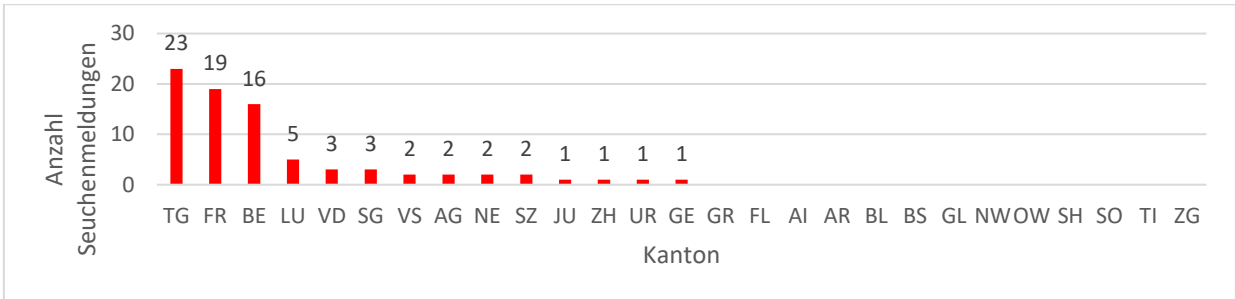 30
20
10
0
Anzahl
Seuchenmeldungen
23 19 16 5 3 3 2 2 2 2 1 1 1 1
TG FR BE LU VD SG VS AG NE SZ JU ZH UR GE GR FL AI AR BL BS GL NW OW SH SO TI ZG
Kanton